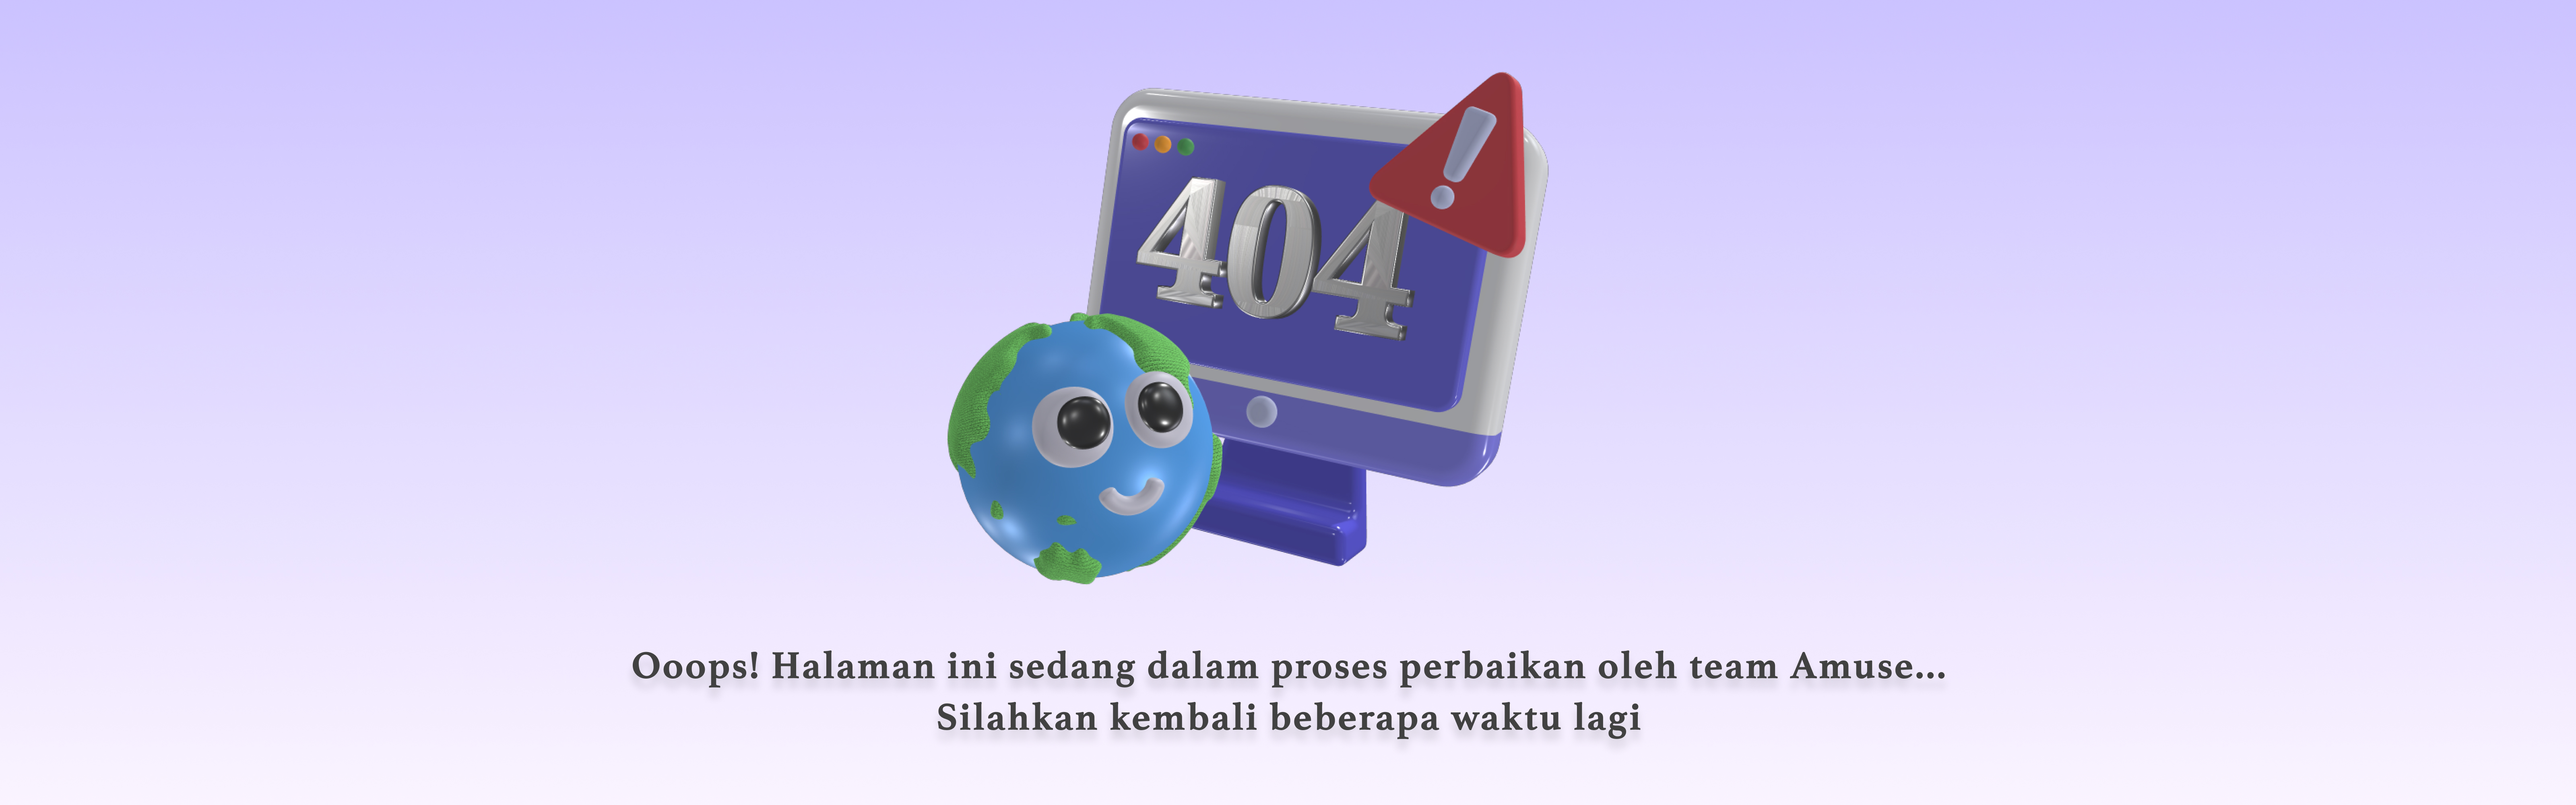 404
Ooops! Halaman ini sedang dalam proses perbaikan oleh team Amuse...
Silahkan kembali beberapa waktu lagi